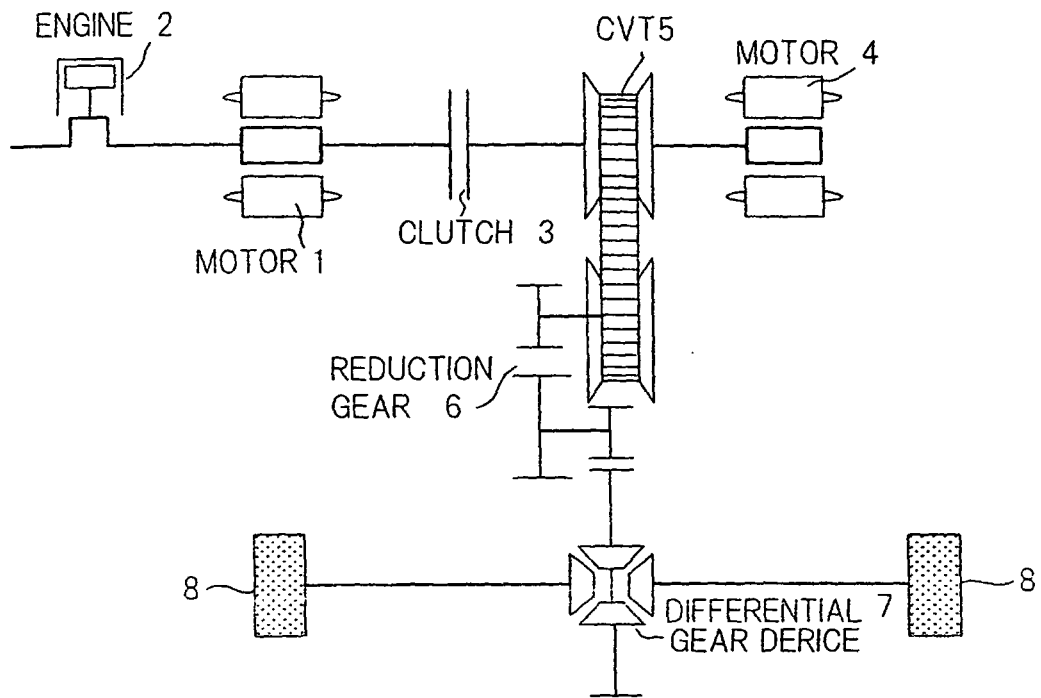 ENGINE 2
CVT5
MOTOR 4
MOTOR 1
CLUTCH 3
REDUCTION
GEAR 6
8
8
DIFFERENTIAL 7
GEAR DERICE